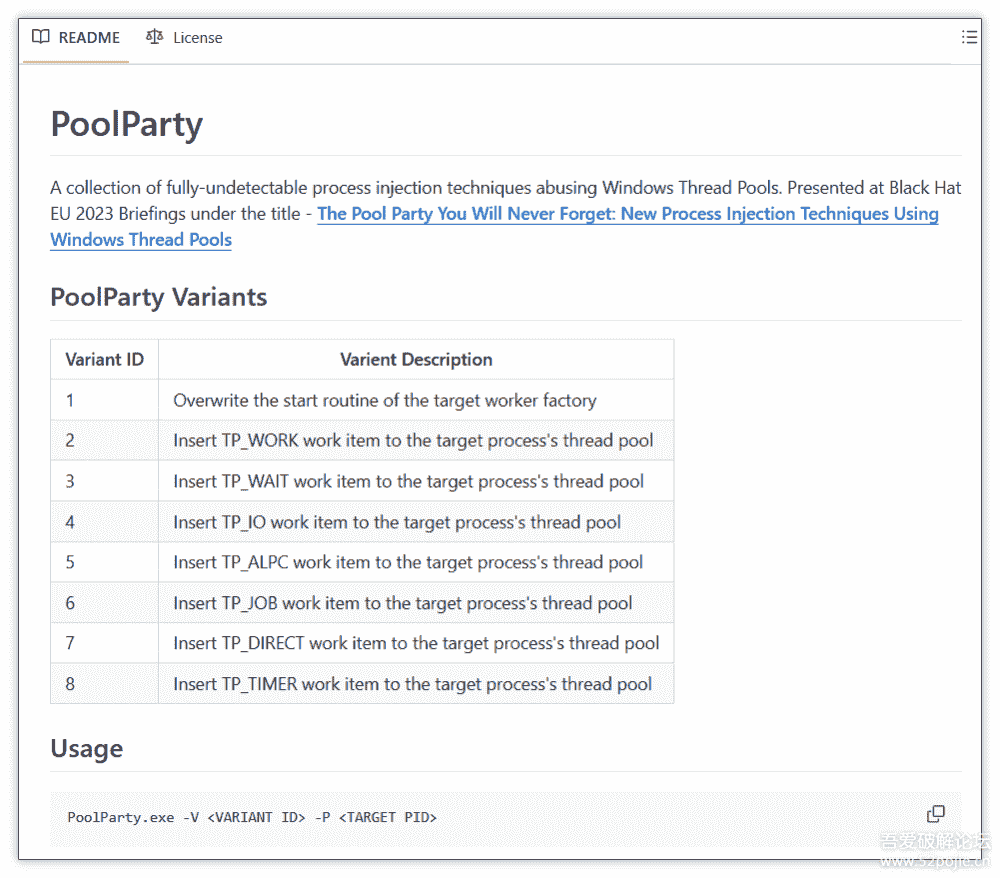 README License
PoolParty
A collection of fully-undetectable process injection techniques abusing Windows Thread Pools. Presented at Black Hat
EU 2023 Briefings under the title - The Pool Party You Will Never Forget: New Process Injection Techniques Using
Windows Thread Pools
PoolParty Variants
Variant ID Varient Description
1 Overwrite the start routine of the target worker factory
2 Insert TP_WORK work item to the target process's thread pool
3 Insert TP_WAIT work item to the target process's thread pool
4 Insert TP_IO work item to the target process's thread pool
5 Insert TP_ALPC work item to the target process's thread pool
6 Insert TP_JOB work item to the target process's thread pool
7 Insert TP_DIRECT work item to the target process's thread pool
8 Insert TP_TIMER work item to the target process's thread pool
Usage
PoolParty.exe -V <VARIANT ID> -P <TARGET PID>
吾爱破解论坛
www.52pojie.cn